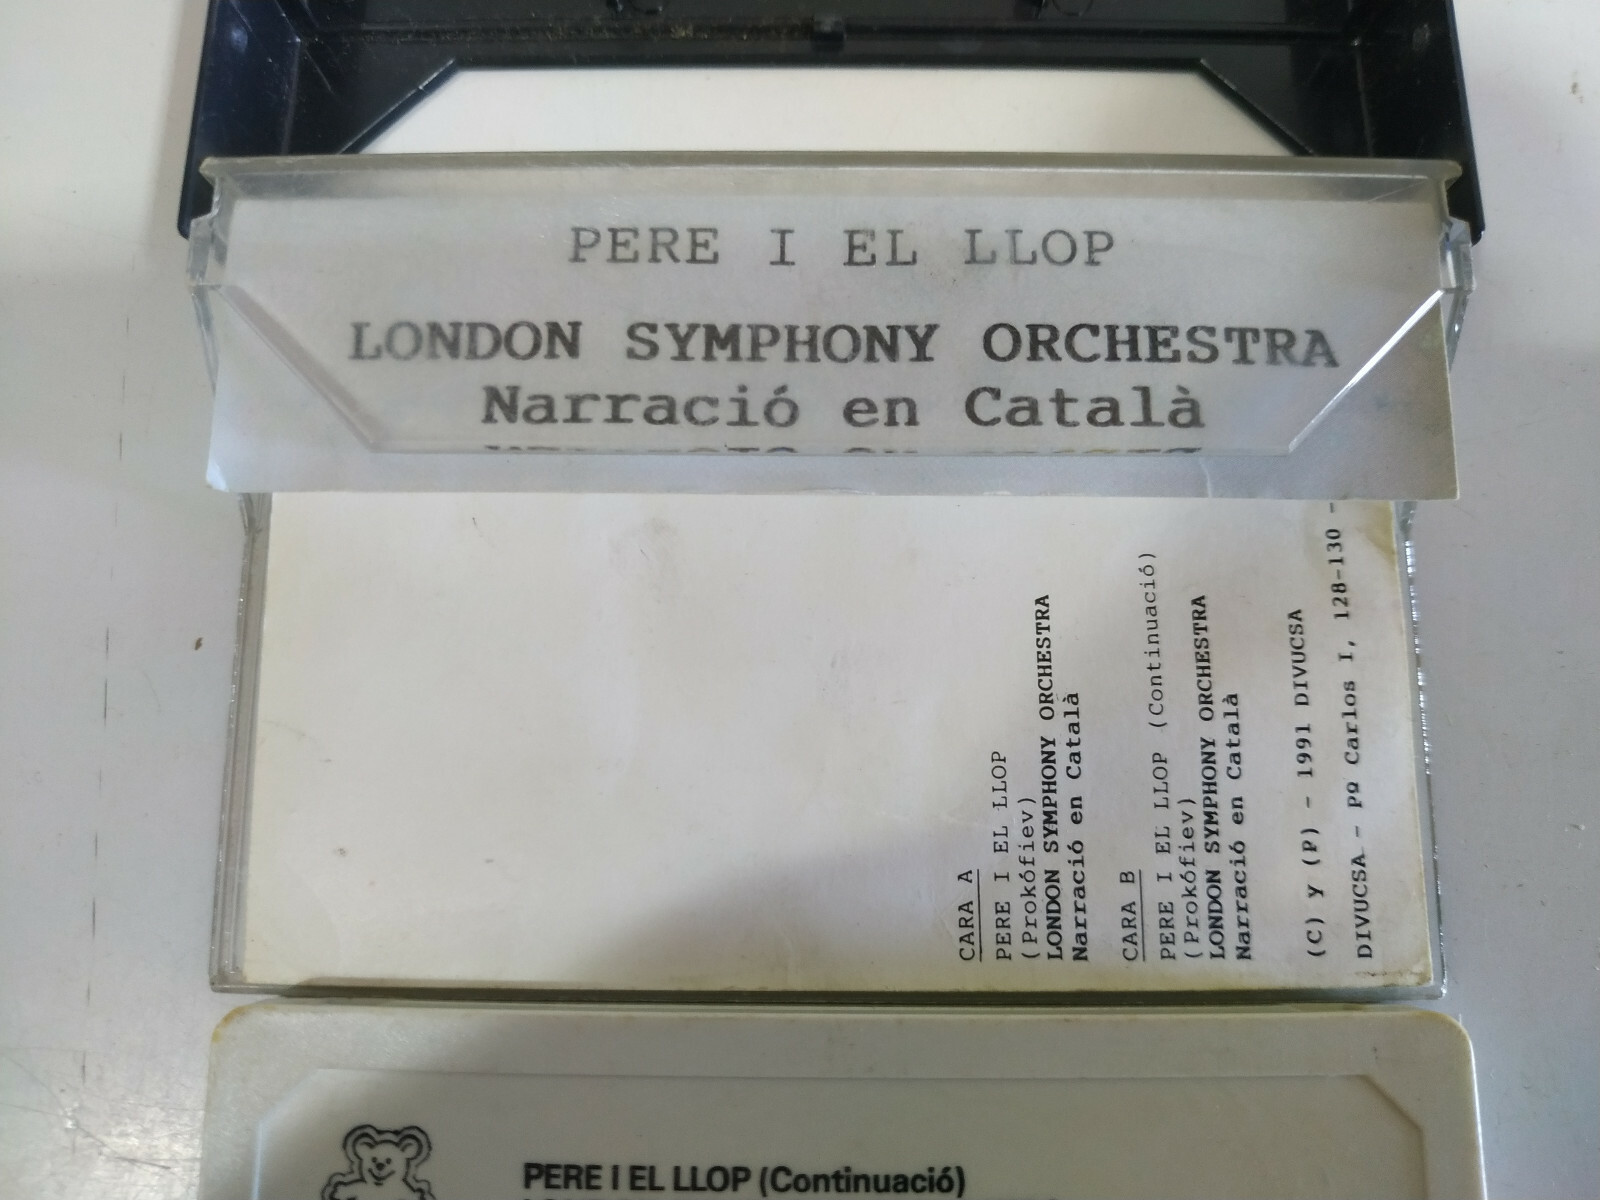 PERE I EL LLOP
LONDON SYMPHONY ORCHESTRA
Narració en Català
CARA A
PERE I EL LLOP
(Prokófiev)
LONDON SYMPHONY ORCHESTRA
Narració en Català
CARA B
PERE I EL LLOP (Continuació)
(Prokófiev)
LONDON SYMPHONY ORCHESTRA
Narració en Català
(C) y (P) - 1991 DIVUCSA
DIVUCSA - Pº Carlos I, 128-130 -
PERE I EL LLOP (Continuació)